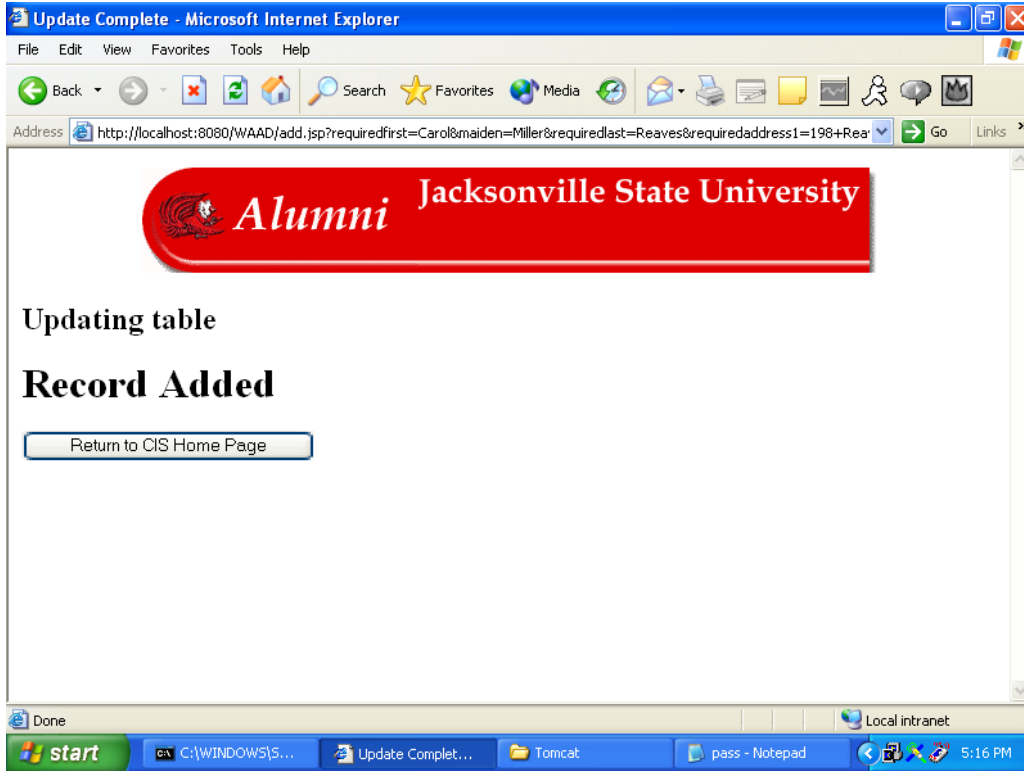 Update Complete - Microsoft Internet Explorer
File Edit View Favorites Tools Help
Back Search Favorites Media
Address http://localhost:8080/WAAD/add.jsp?requiredfirst=Carol&maiden=Miller&requiredlast=Reaves&requiredaddress1=198+Rea Go Links
Alumni Jacksonville State University
Updating table
Record Added
Return to CIS Home Page
Done Local intranet
start C:\WINDOWS\S... Update Complet... Tomcat pass - Notepad 5:16 PM